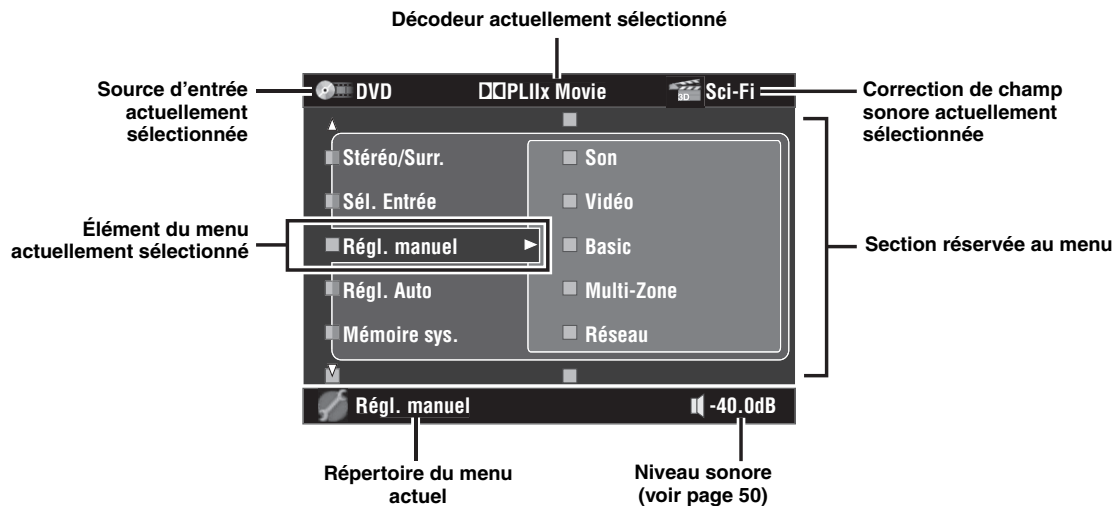 Décodeur actuellement sélectionné
Source d'entrée
actuellement
sélectionnée
DVD
PLIIx Movie
3D
Sci-Fi
Correction de champ
sonore actuellement
sélectionnée
Stéréo/Surr.
Son
Sél. Entrée
Vidéo
Élément du menu
actuellement sélectionné
Régl. manuel
Basic
Section réservée au menu
Régl. Auto
Multi-Zone
Mémoire sys.
Réseau
Régl. manuel
-40.0dB
Répertoire du menu
actuel
Niveau sonore
(voir page 50)